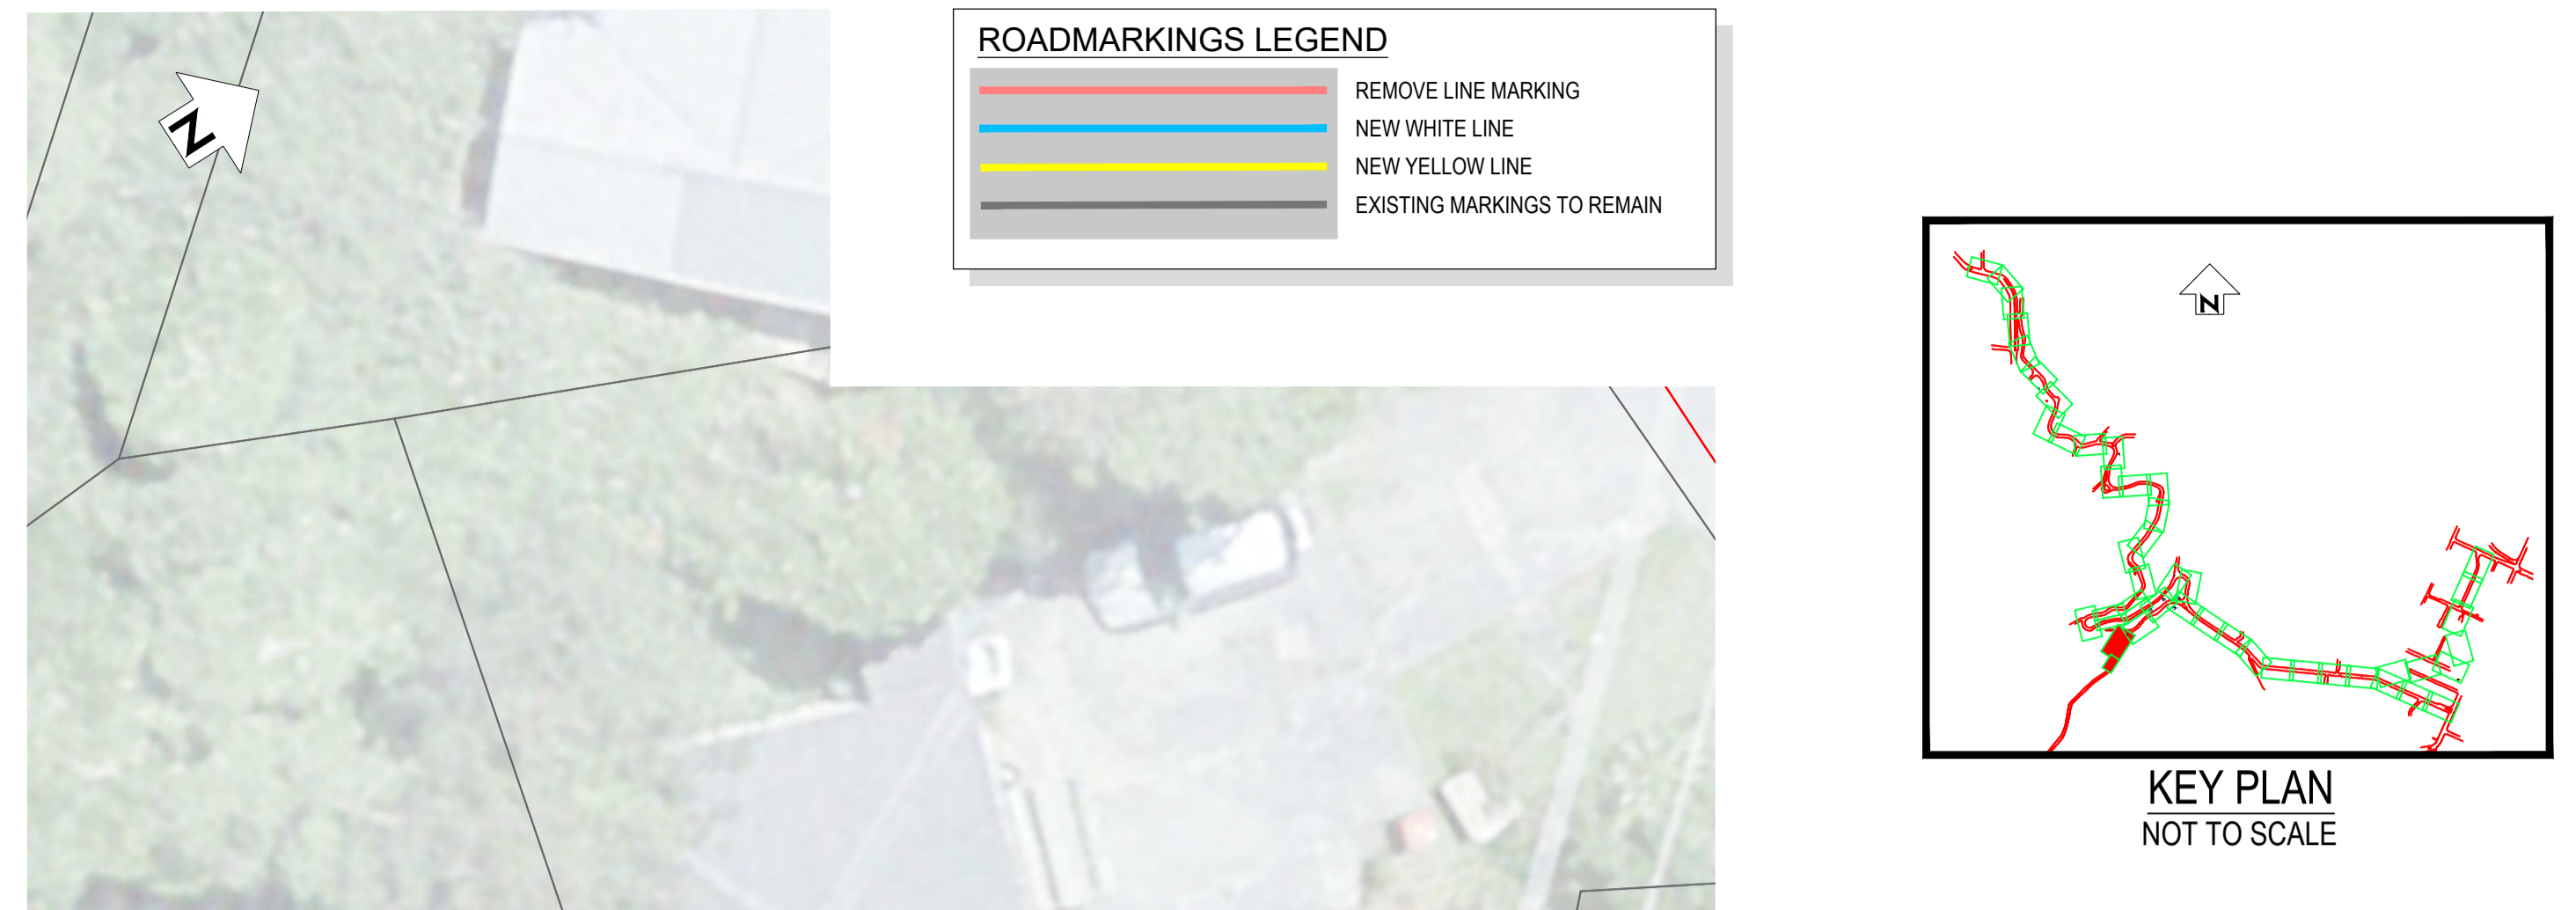 N
ROADMARKINGS LEGEND
REMOVE LINE MARKING
NEW WHITE LINE
NEW YELLOW LINE
EXISTING MARKINGS TO REMAIN
N
KEY PLAN
NOT TO SCALE